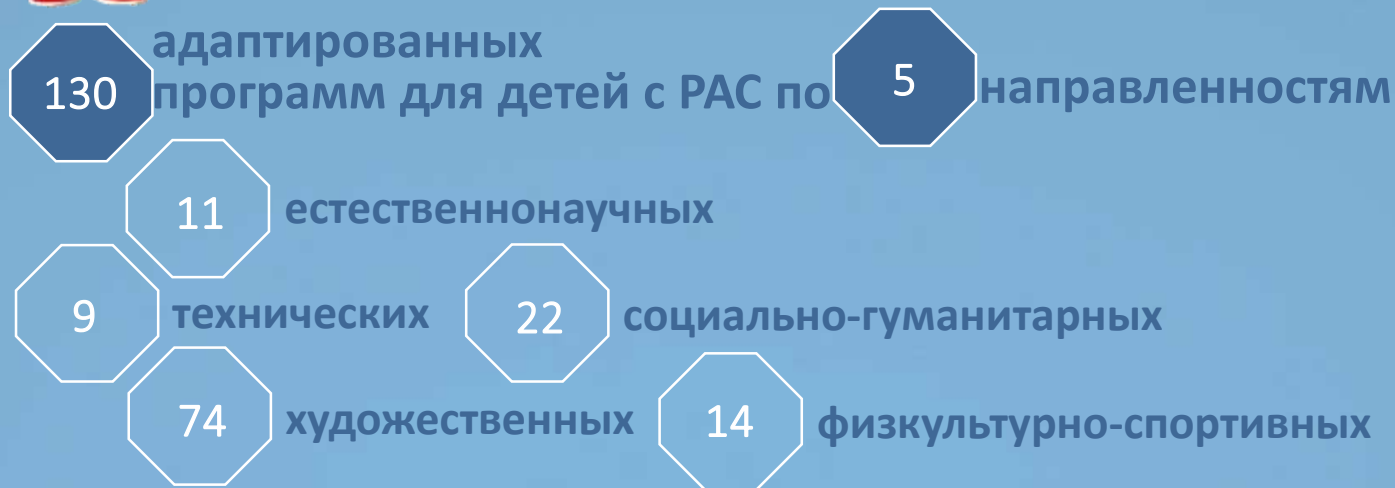 адаптированных
130 программ для детей с РАС по 5 направленностям
11 естественнонаучных
9 технических 22 социально-гуманитарных
74 художественных 14 физкультурно-спортивных